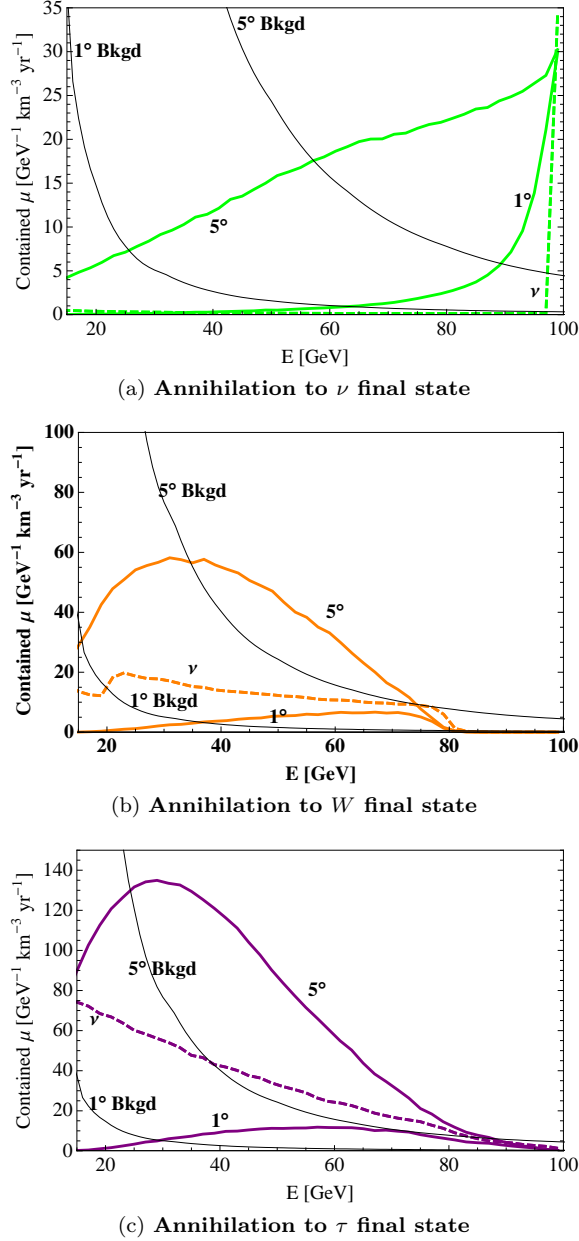 Contained μ [GeV⁻¹ km⁻³ yr⁻¹]
35
30
25
20
15
10
5
0
1° Bkgd
5° Bkgd
5°
1°
ν
20 40 60 80 100
E [GeV]
(a) Annihilation to ν final state
Contained μ [GeV⁻¹ km⁻³ yr⁻¹]
100
80
60
40
20
0
5° Bkgd
5°
ν
1° Bkgd
1°
20 40 60 80 100
E [GeV]
(b) Annihilation to W final state
Contained μ [GeV⁻¹ km⁻³ yr⁻¹]
140
120
100
80
60
40
20
0
5° Bkgd
5°
ν
1° Bkgd
1°
20 40 60 80 100
E [GeV]
(c) Annihilation to τ final state